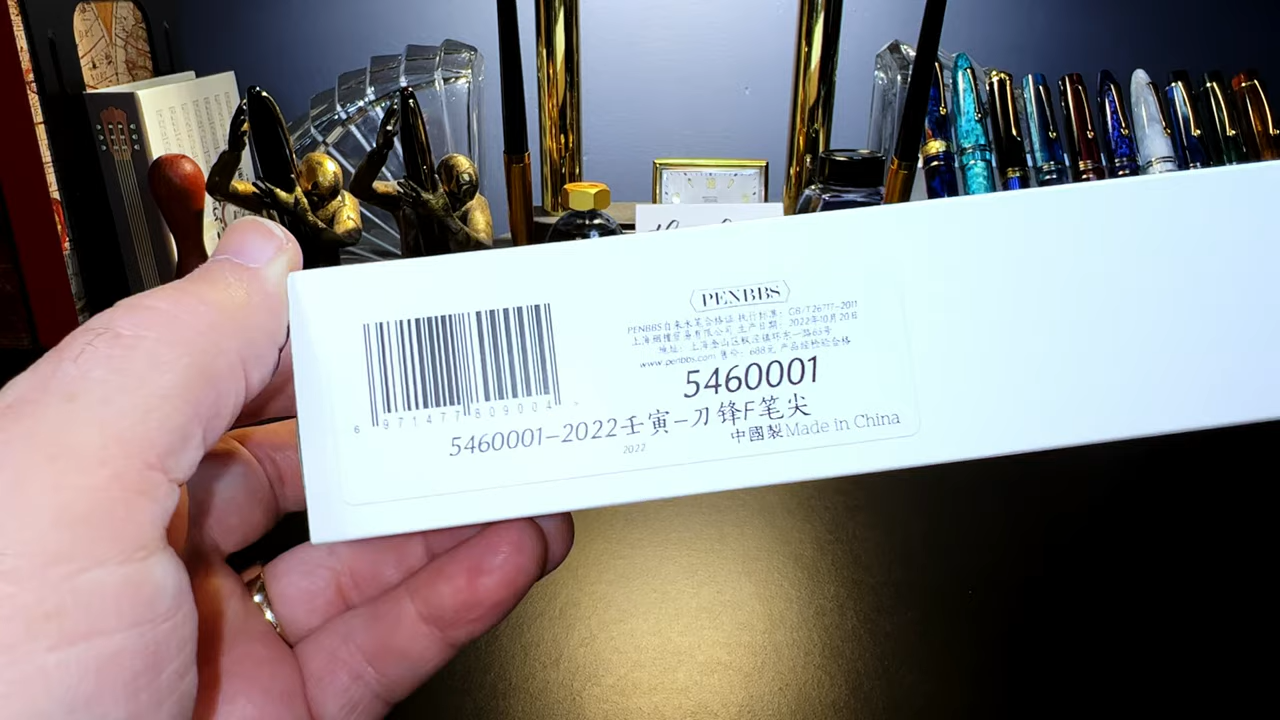 PENBBS
PENBBS自来水笔合格证 执行标准: GB/T26717-2011
上海 贸易有限公司 生产日期: 2022年10月20日
地址: 上海金山区枫泾镇环东一路65号
www.penbbs.com 售价: 688元 产品经检验合格
5460001
6 971477 809004 >
5460001-2022壬寅-刀锋F笔尖
2022
中國製Made in China